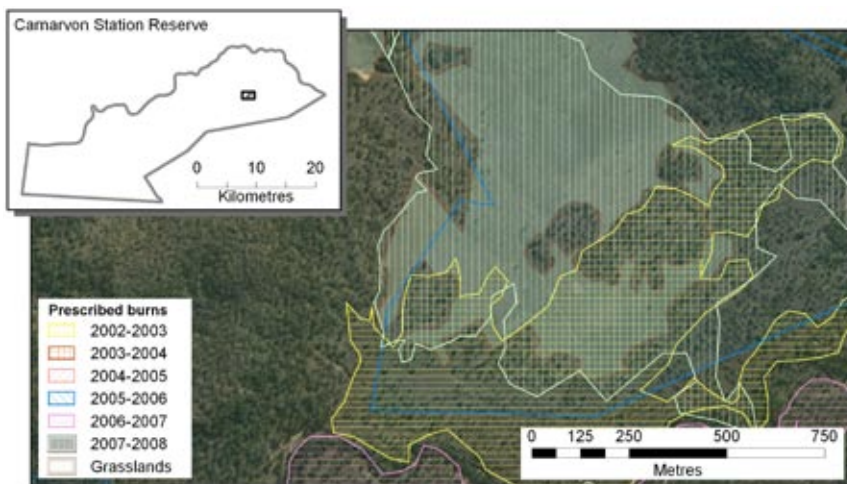 Carnarvon Station Reserve
0 10 20
Kilometres
Prescribed burns
2002-2003
2003-2004
2004-2005
2005-2006
2006-2007
2007-2008
Grasslands
0 125 250 500 750
Metres